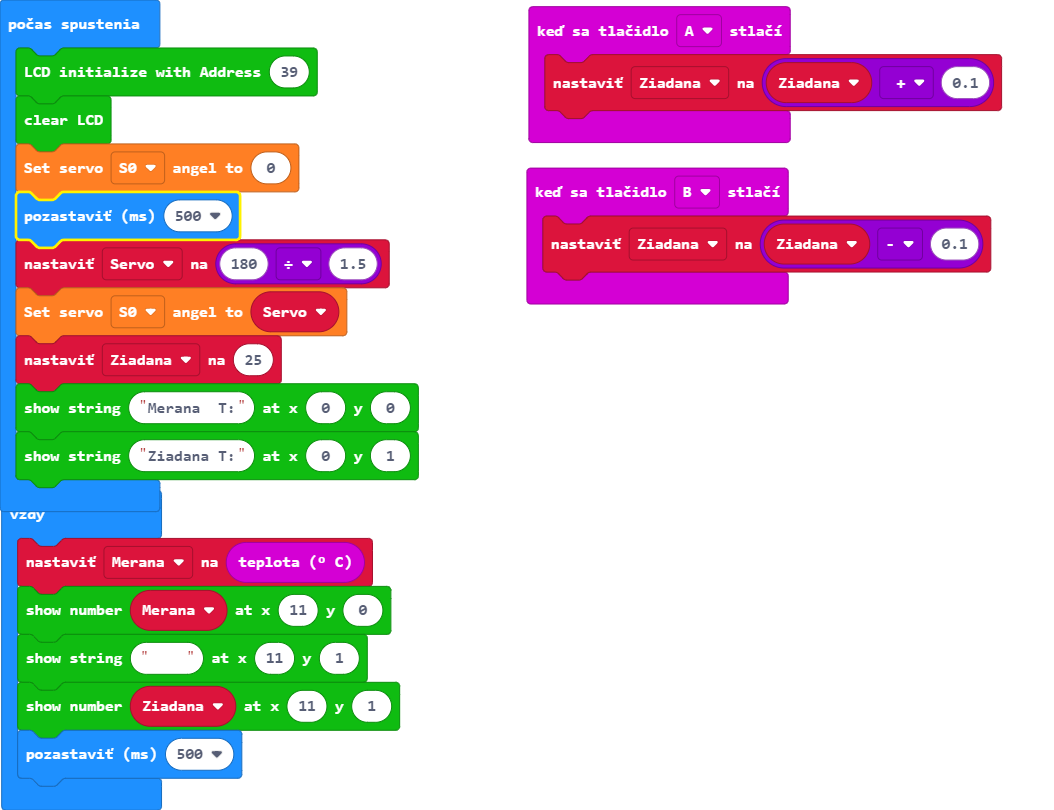 počas spustenia
LCD initialize with Address 39
clear LCD
Set servo S0 angel to 0
pozastaviť (ms) 500
nastaviť Servo na 180 ÷ 1.5
Set servo S0 angel to Servo
nastaviť Ziadana na 25
show string "Merana  T:" at x 0 y 0
show string "Ziadana T:" at x 0 y 1
vždy
nastaviť Merana na teplota (º C)
show number Merana at x 11 y 0
show string "    " at x 11 y 1
show number Ziadana at x 11 y 1
pozastaviť (ms) 500
keď sa tlačidlo A stlačí
nastaviť Ziadana na Ziadana + 0.1
keď sa tlačidlo B stlačí
nastaviť Ziadana na Ziadana - 0.1